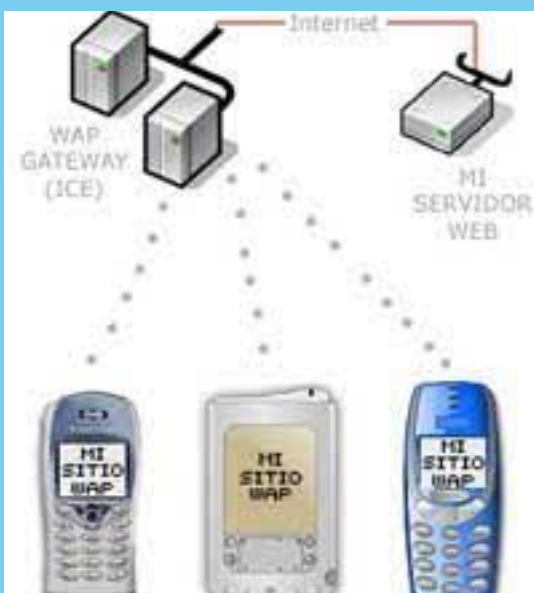 Internet
WAP
GATEWAY
(ICE)
MI
SERVIDOR
WEB
MI
SITIO
WAP
MI
SITIO
WAP
MI
SITIO
WAP